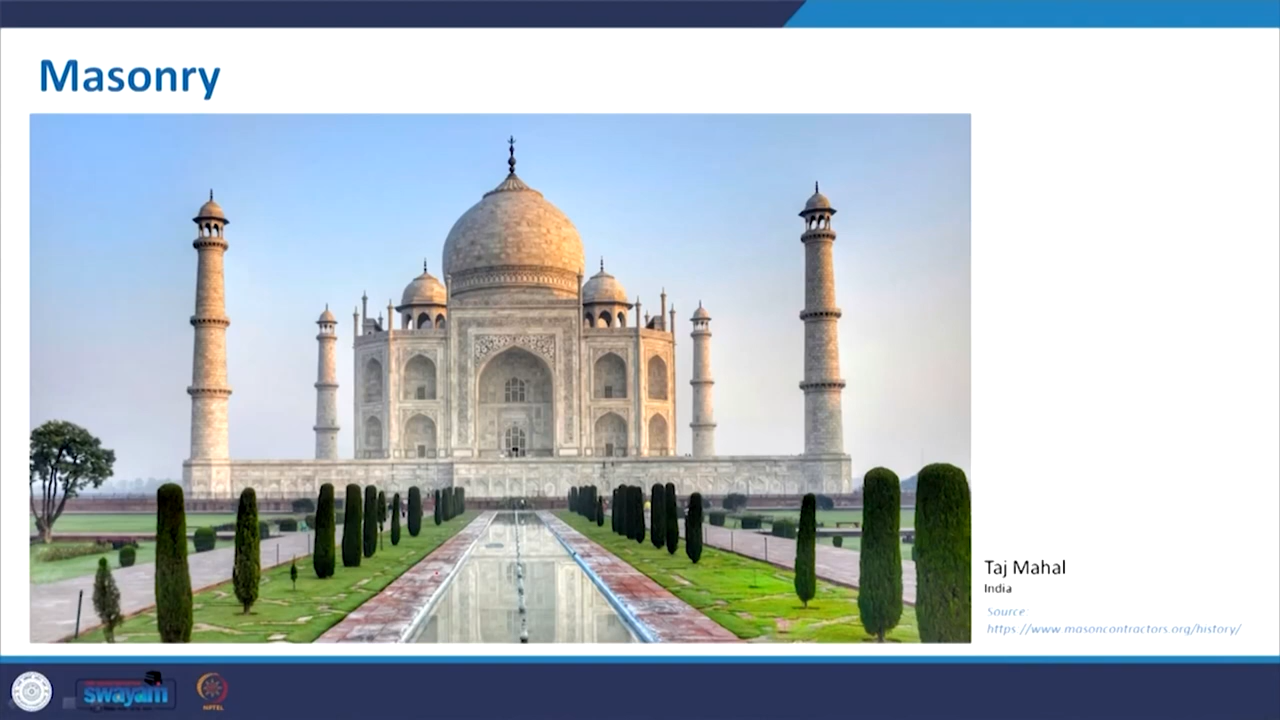 Masonry
Taj Mahal
India
Source:
https://www.masoncontractors.org/history/
swayam
NPTEL